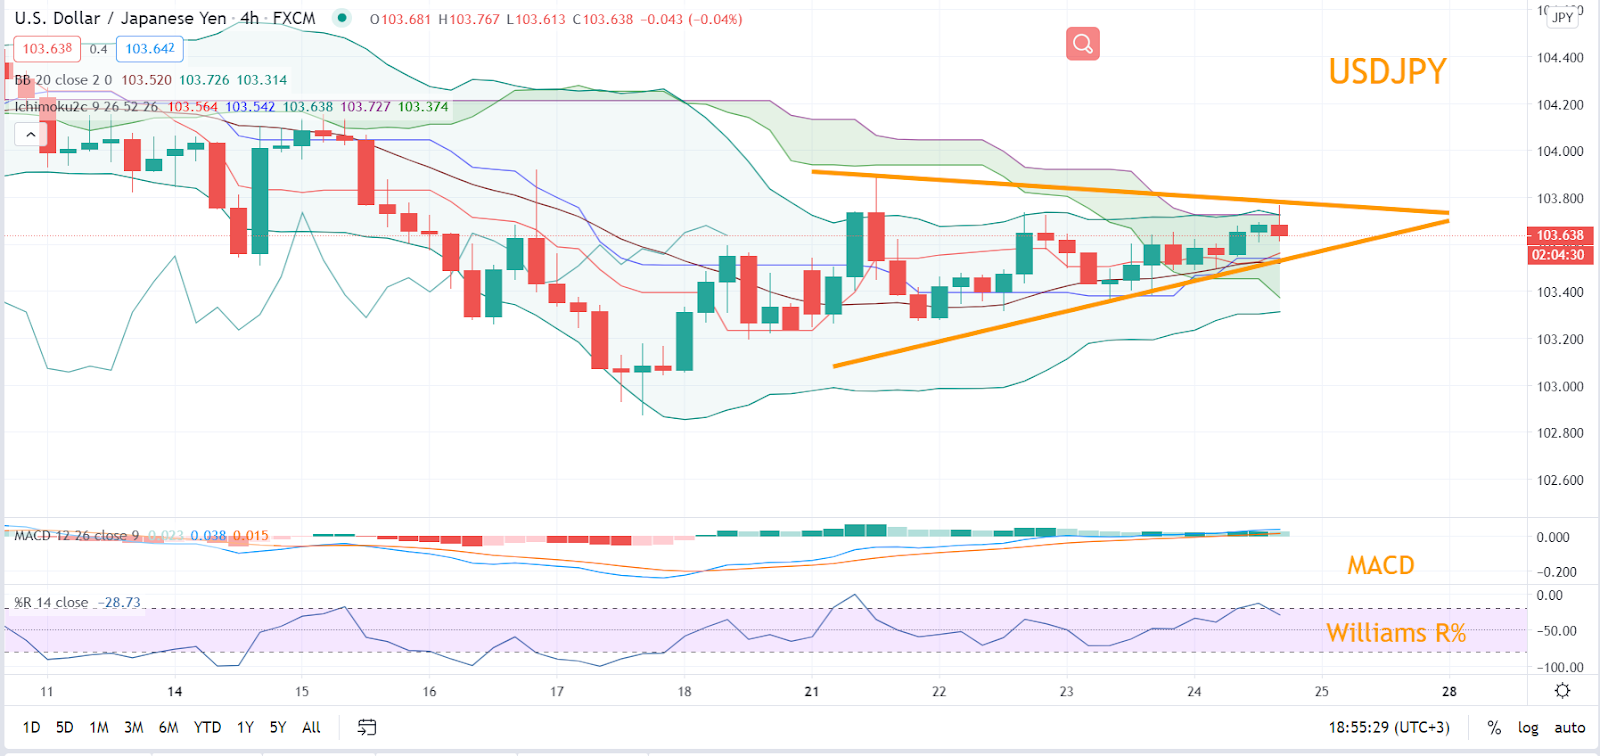 U.S. Dollar / Japanese Yen · 4h · FXCM O103.681 H103.767 L103.613 C103.638 −0.043 (−0.04%)
JPY
103.638 0.4 103.642
BB 20 close 2 0 103.520 103.726 103.314
Ichimoku2c 9 26 52 26 103.564 103.542 103.638 103.727 103.374
USDJPY
104.400
104.200
104.000
103.800
103.638
02:04:30
103.400
103.200
103.000
102.800
102.600
MACD 12 26 close 9 0.023 0.038 0.015
0.000
MACD
−0.200
%R 14 close −28.73
0.00
Williams R%
−50.00
−100.00
11 14 15 16 17 18 21 22 23 24 25 28
1D 5D 1M 3M 6M YTD 1Y 5Y All 18:55:29 (UTC+3) % log auto